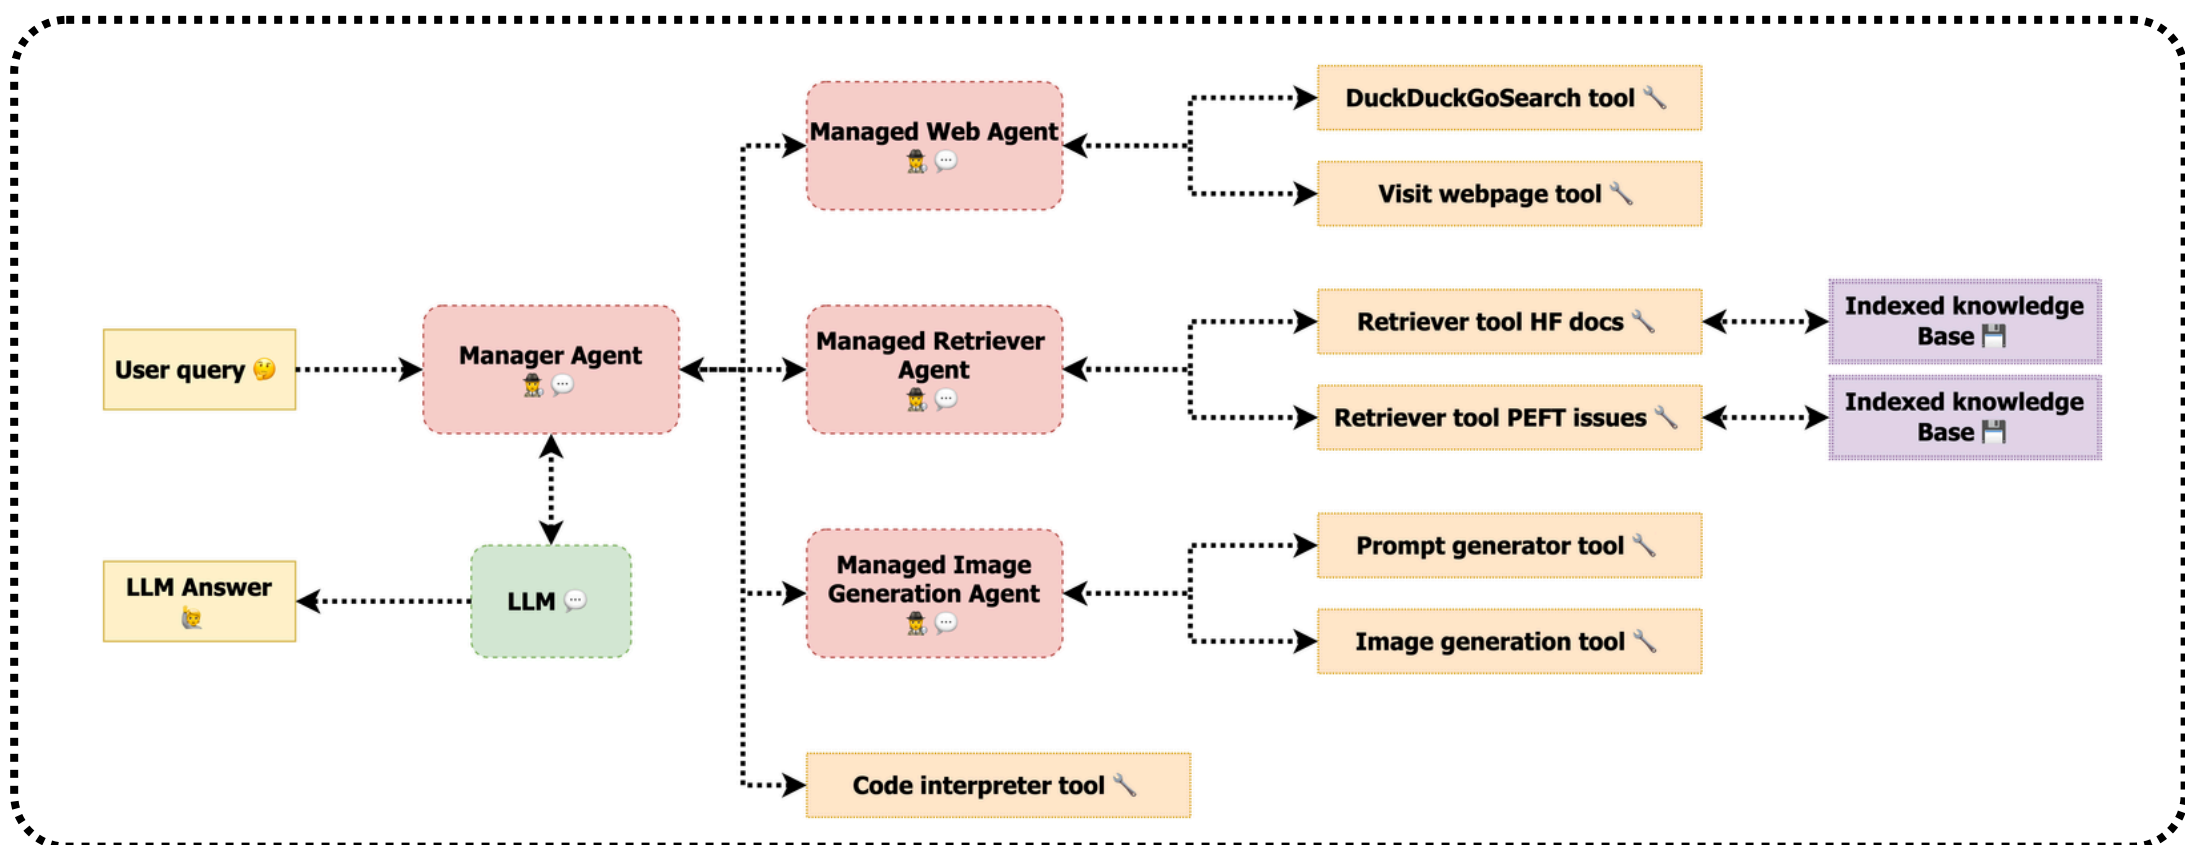 Managed Web Agent
DuckDuckGoSearch tool
Visit webpage tool
User query
Manager Agent
Managed Retriever
Agent
Retriever tool HF docs
Retriever tool PEFT issues
Indexed knowledge
Base
Indexed knowledge
Base
LLM Answer
LLM
Managed Image
Generation Agent
Prompt generator tool
Image generation tool
Code interpreter tool